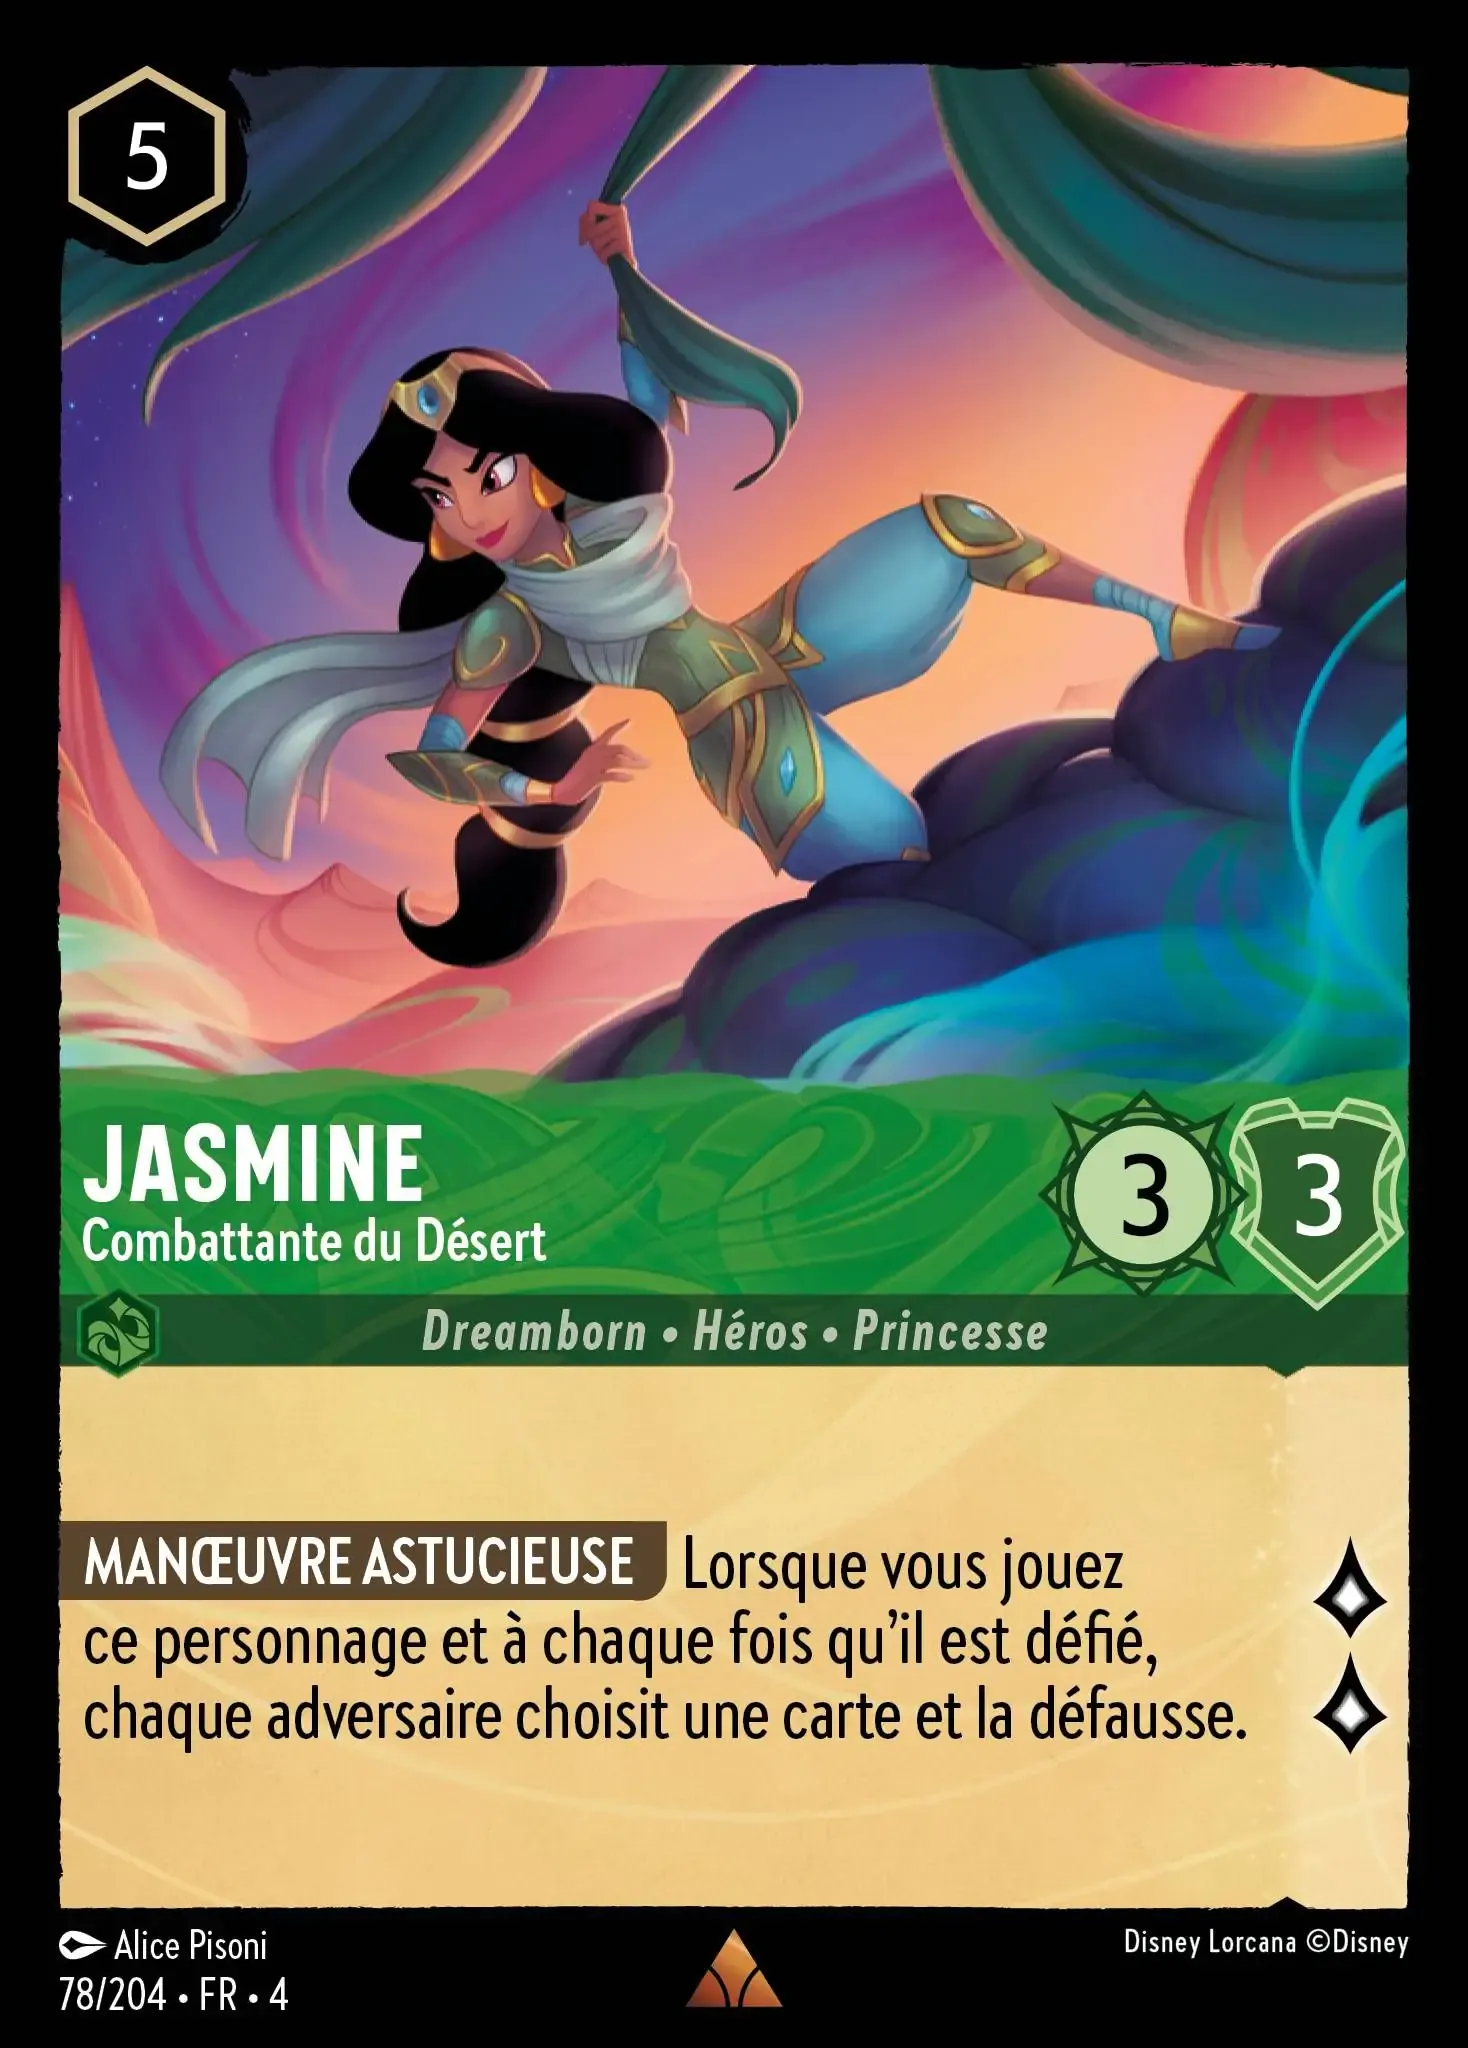 5
JASMINE
Combattante du Désert
3
3
Dreamborn • Héros • Princesse
MANŒUVRE ASTUCIEUSE Lorsque vous jouez
ce personnage et à chaque fois qu’il est défié,
chaque adversaire choisit une carte et la défausse.
Alice Pisoni
78/204 • FR • 4
Disney Lorcana ©Disney